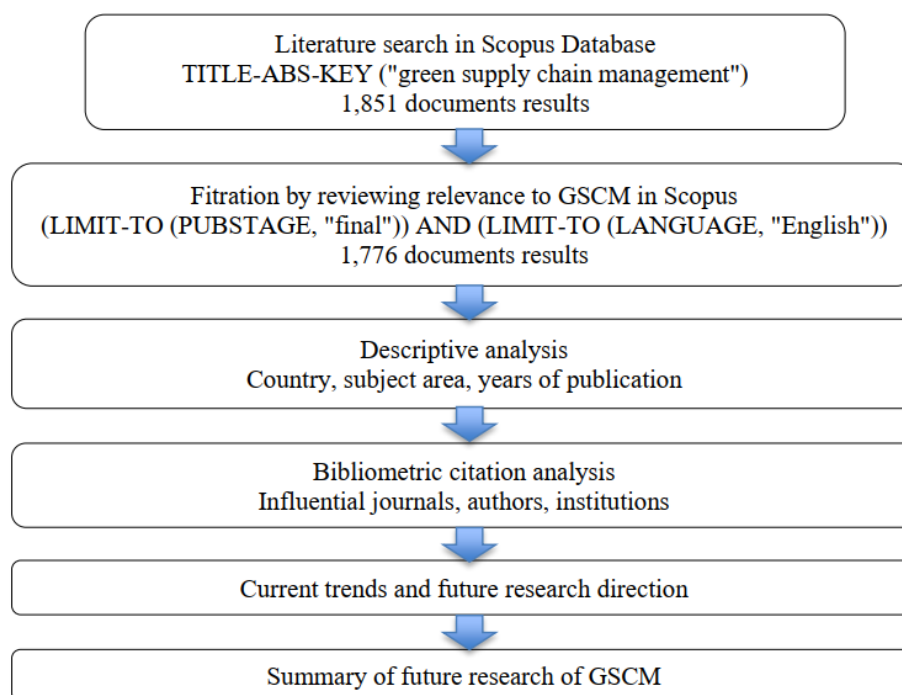 Literature search in Scopus Database
TITLE-ABS-KEY ("green supply chain management")
1,851 documents results
Fitration by reviewing relevance to GSCM in Scopus
(LIMIT-TO (PUBSTAGE, "final")) AND (LIMIT-TO (LANGUAGE, "English"))
1,776 documents results
Descriptive analysis
Country, subject area, years of publication
Bibliometric citation analysis
Influential journals, authors, institutions
Current trends and future research direction
Summary of future research of GSCM